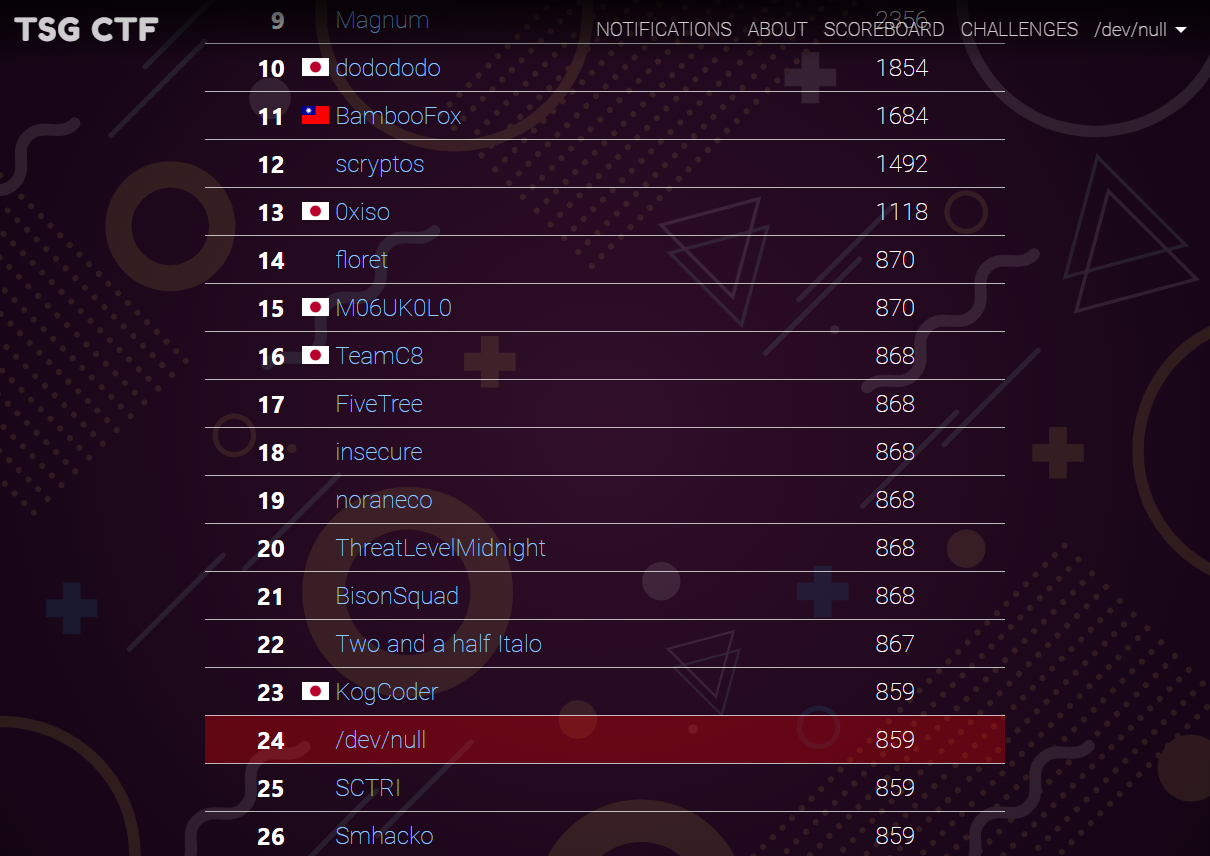 TSG CTF NOTIFICATIONS ABOUT SCOREBOARD CHALLENGES /dev/null
9 Magnum 2356
10 dodododo 1854
11 BambooFox 1684
12 scryptos 1492
13 0xiso 1118
14 floret 870
15 M06UK0L0 870
16 TeamC8 868
17 FiveTree 868
18 insecure 868
19 noraneco 868
20 ThreatLevelMidnight 868
21 BisonSquad 868
22 Two and a half Italo 867
23 KogCoder 859
24 /dev/null 859
25 SCTRI 859
26 Smhacko 859